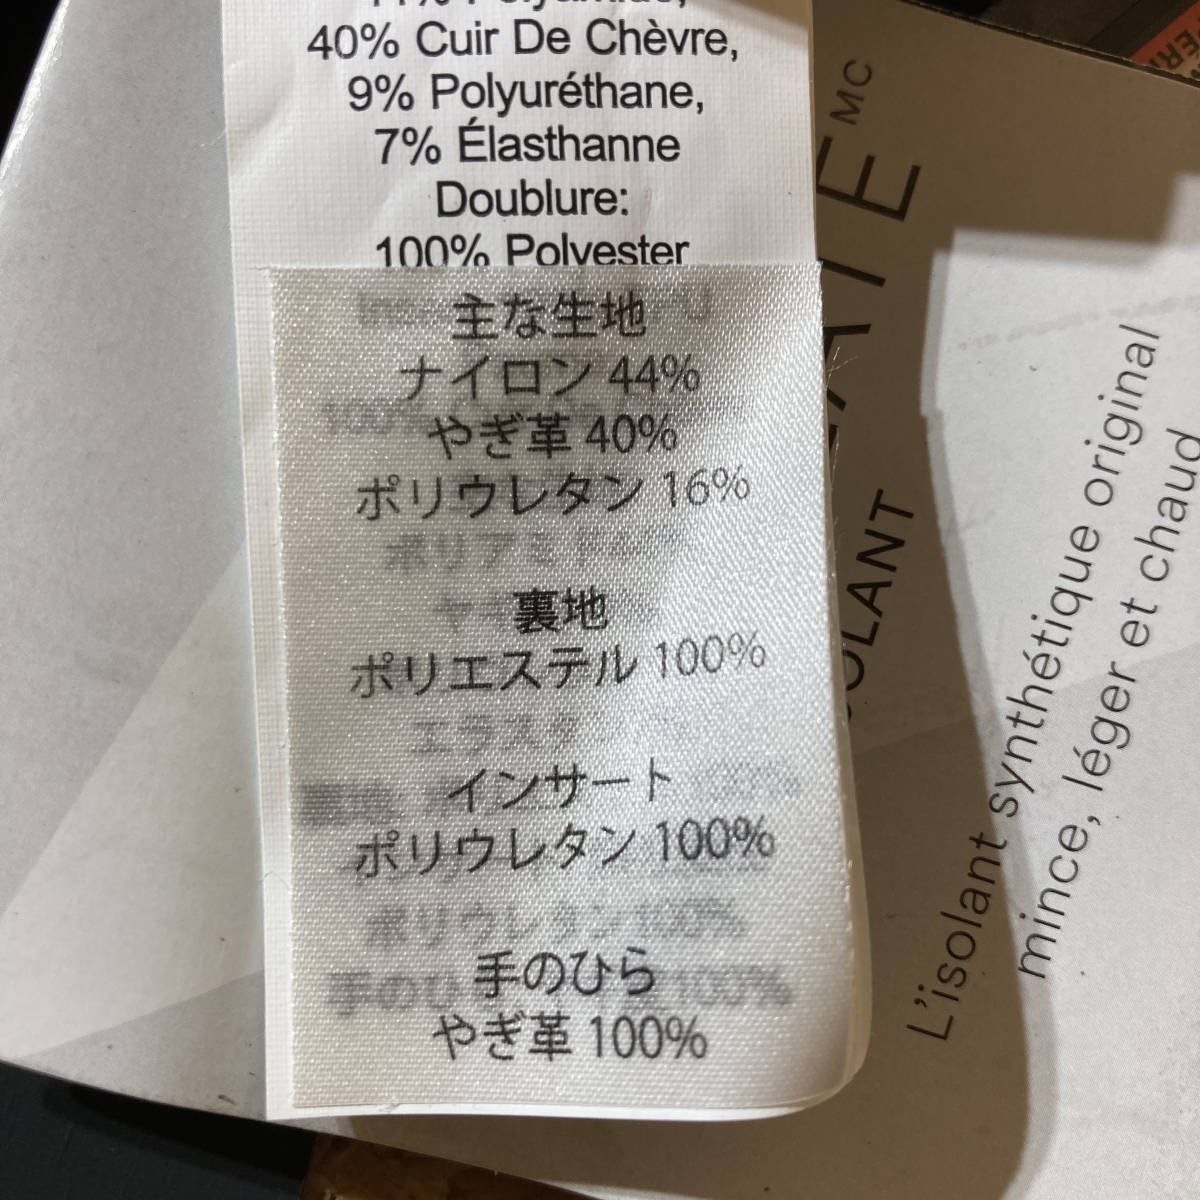 40% Cuir De Chèvre,
9% Polyuréthane,
7% Élasthanne
Doublure:
100% Polyester
主な生地
ナイロン 44%
やぎ革 40%
ポリウレタン 16%
裏地
ポリエステル 100%
インサート
ポリウレタン 100%
手のひら
やぎ革 100%
MC
L'isolant synthétique original
mince, léger et chaud